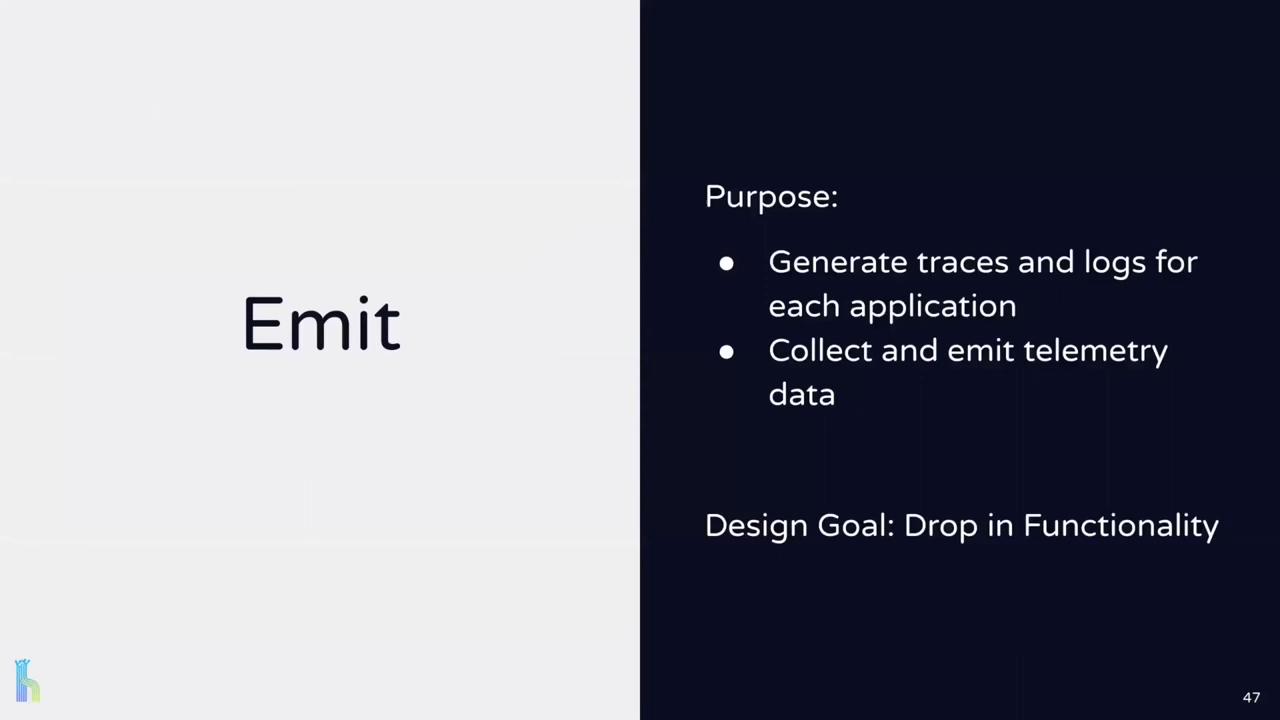 Emit
Purpose:
● Generate traces and logs for
each application
● Collect and emit telemetry
data
Design Goal: Drop in Functionality
47